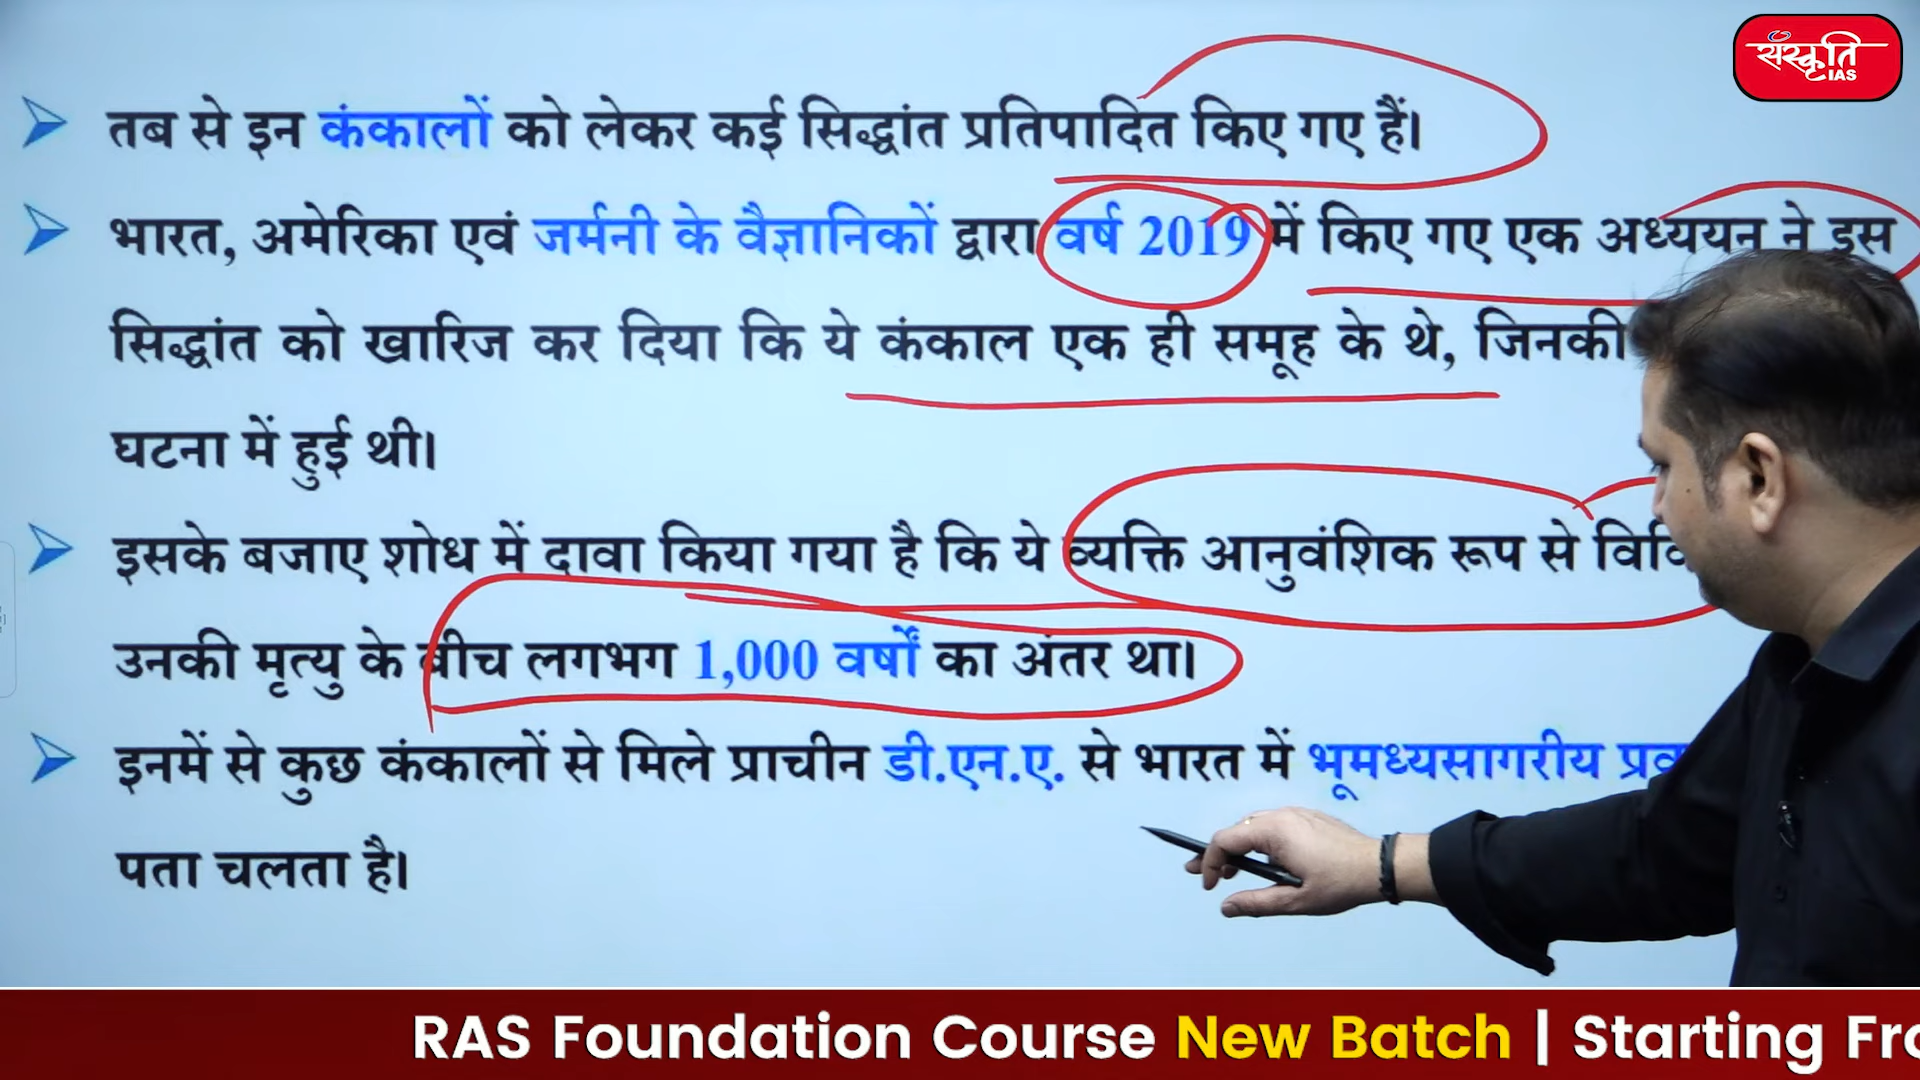 संस्कृति
IAS
तब से इन कंकालों को लेकर कई सिद्धांत प्रतिपादित किए गए हैं।
भारत, अमेरिका एवं जर्मनी के वैज्ञानिकों द्वारा वर्ष 2019 में किए गए एक अध्ययन ने इस
सिद्धांत को खारिज कर दिया कि ये कंकाल एक ही समूह के थे, जिनकी
घटना में हुई थी।
इसके बजाए शोध में दावा किया गया है कि ये व्यक्ति आनुवंशिक रूप से
उनकी मृत्यु के बीच लगभग 1,000 वर्षों का अंतर था।
इनमें से कुछ कंकालों से मिले प्राचीन डी.एन.ए. से भारत में भूमध्यसागरीय
पता चलता है।
RAS Foundation Course New Batch | Starting